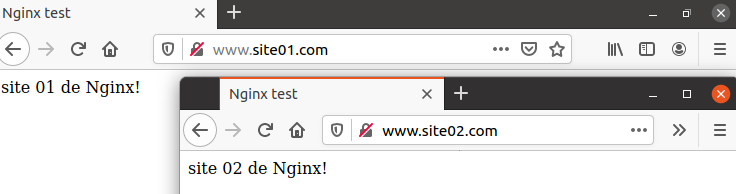 Nginx test
www.site01.com
site 01 de Nginx!
Nginx test
www.site02.com
site 02 de Nginx!